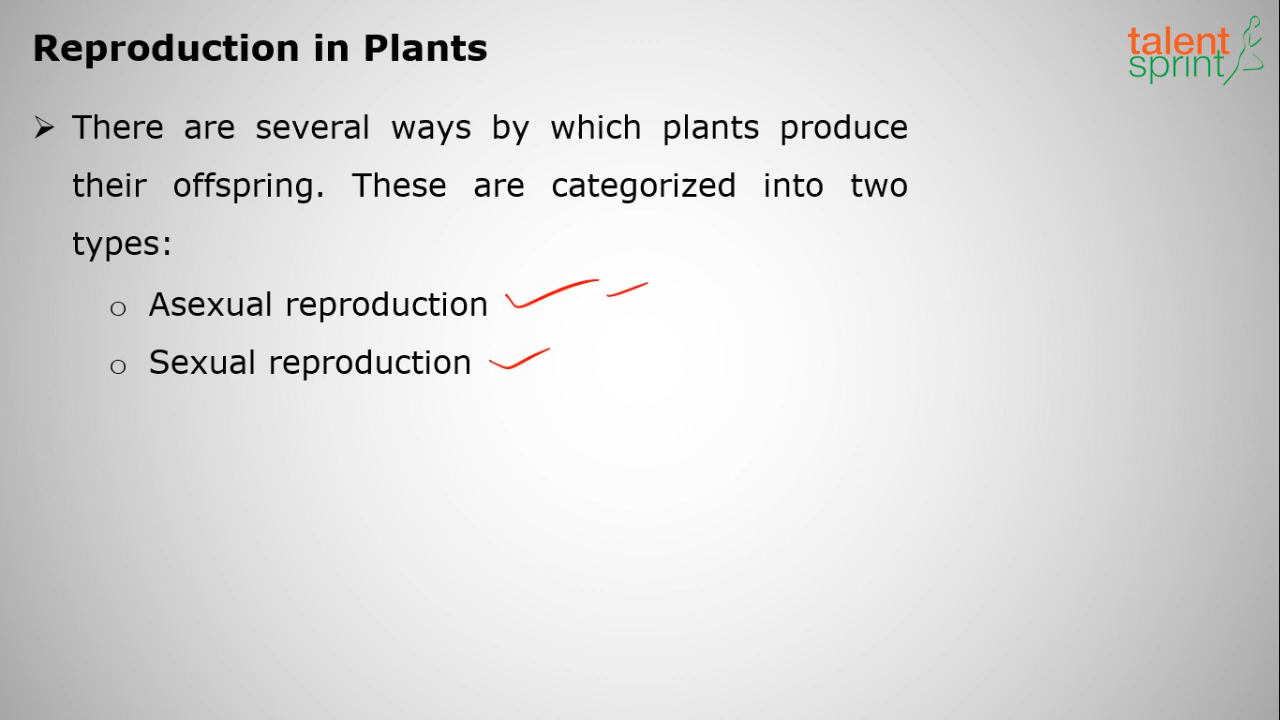 Reproduction in Plants
talent
sprint
➢ There are several ways by which plants produce
their offspring. These are categorized into two
types:
o Asexual reproduction
o Sexual reproduction